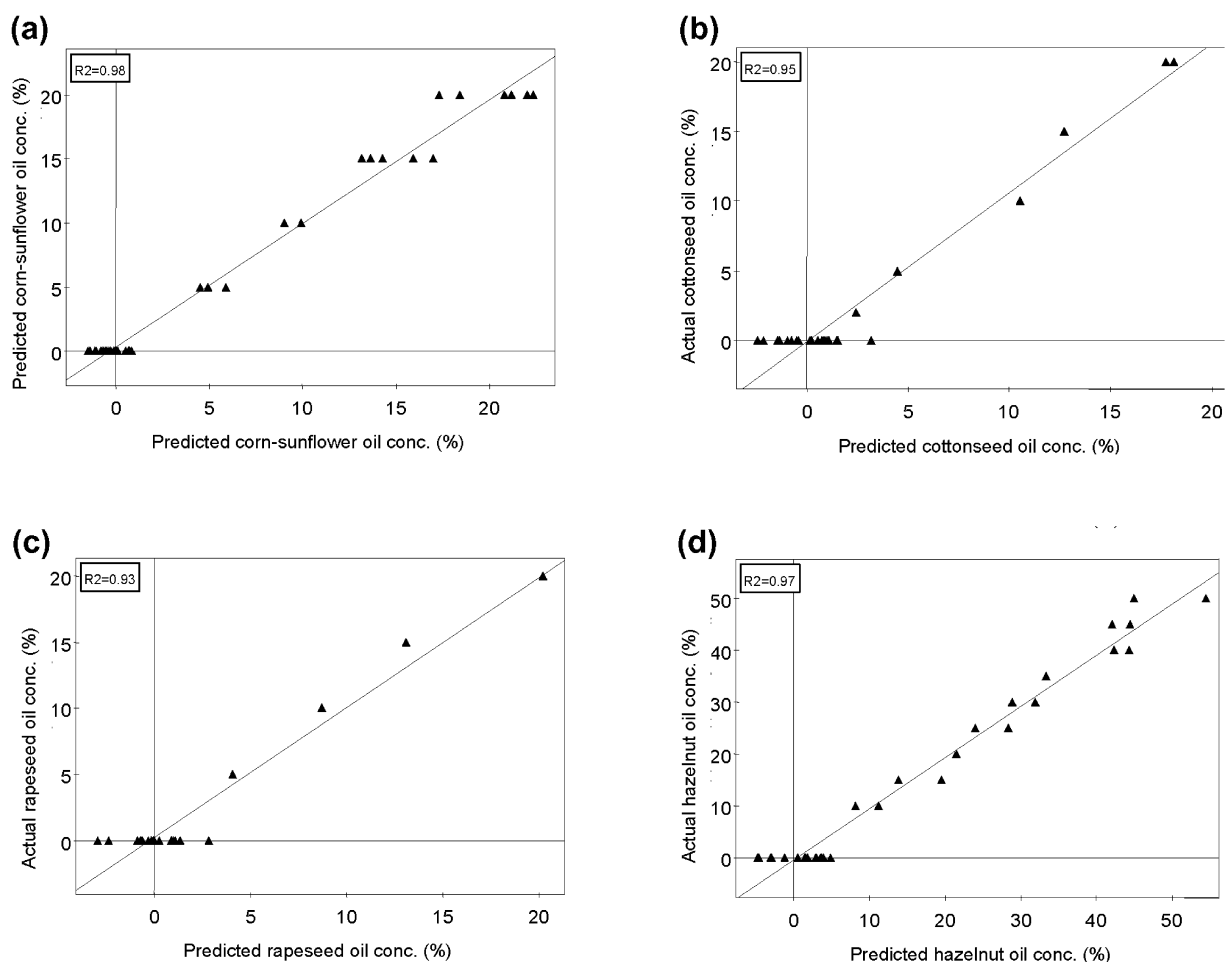 (a)
R2=0.98
Predicted corn-sunflower oil conc. (%)
20
15
10
5
0
0 5 10 15 20
Predicted corn-sunflower oil conc. (%)
(b)
R2=0.95
Actual cottonseed oil conc. (%)
20
15
10
5
0
0 5 10 15 20
Predicted cottonseed oil conc. (%)
(c)
R2=0.93
Actual rapeseed oil conc. (%)
20
15
10
5
0
0 5 10 15 20
Predicted rapeseed oil conc. (%)
(d)
R2=0.97
Actual hazelnut oil conc. (%)
50
40
30
20
10
0
0 10 20 30 40 50
Predicted hazelnut oil conc. (%)